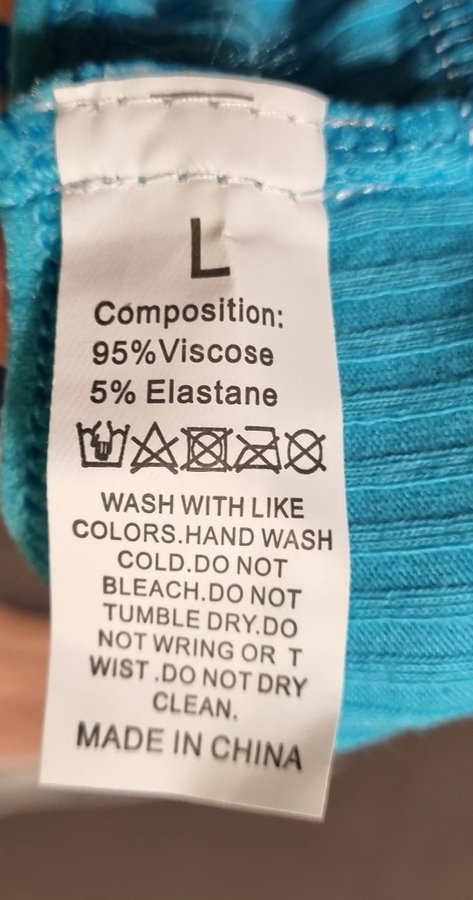 L
Composition:
95%Viscose
5% Elastane
WASH WITH LIKE
COLORS.HAND WASH
COLD.DO NOT
BLEACH.DO NOT
TUMBLE DRY.DO
NOT WRING OR T
WIST .DO NOT DRY
CLEAN.
MADE IN CHINA